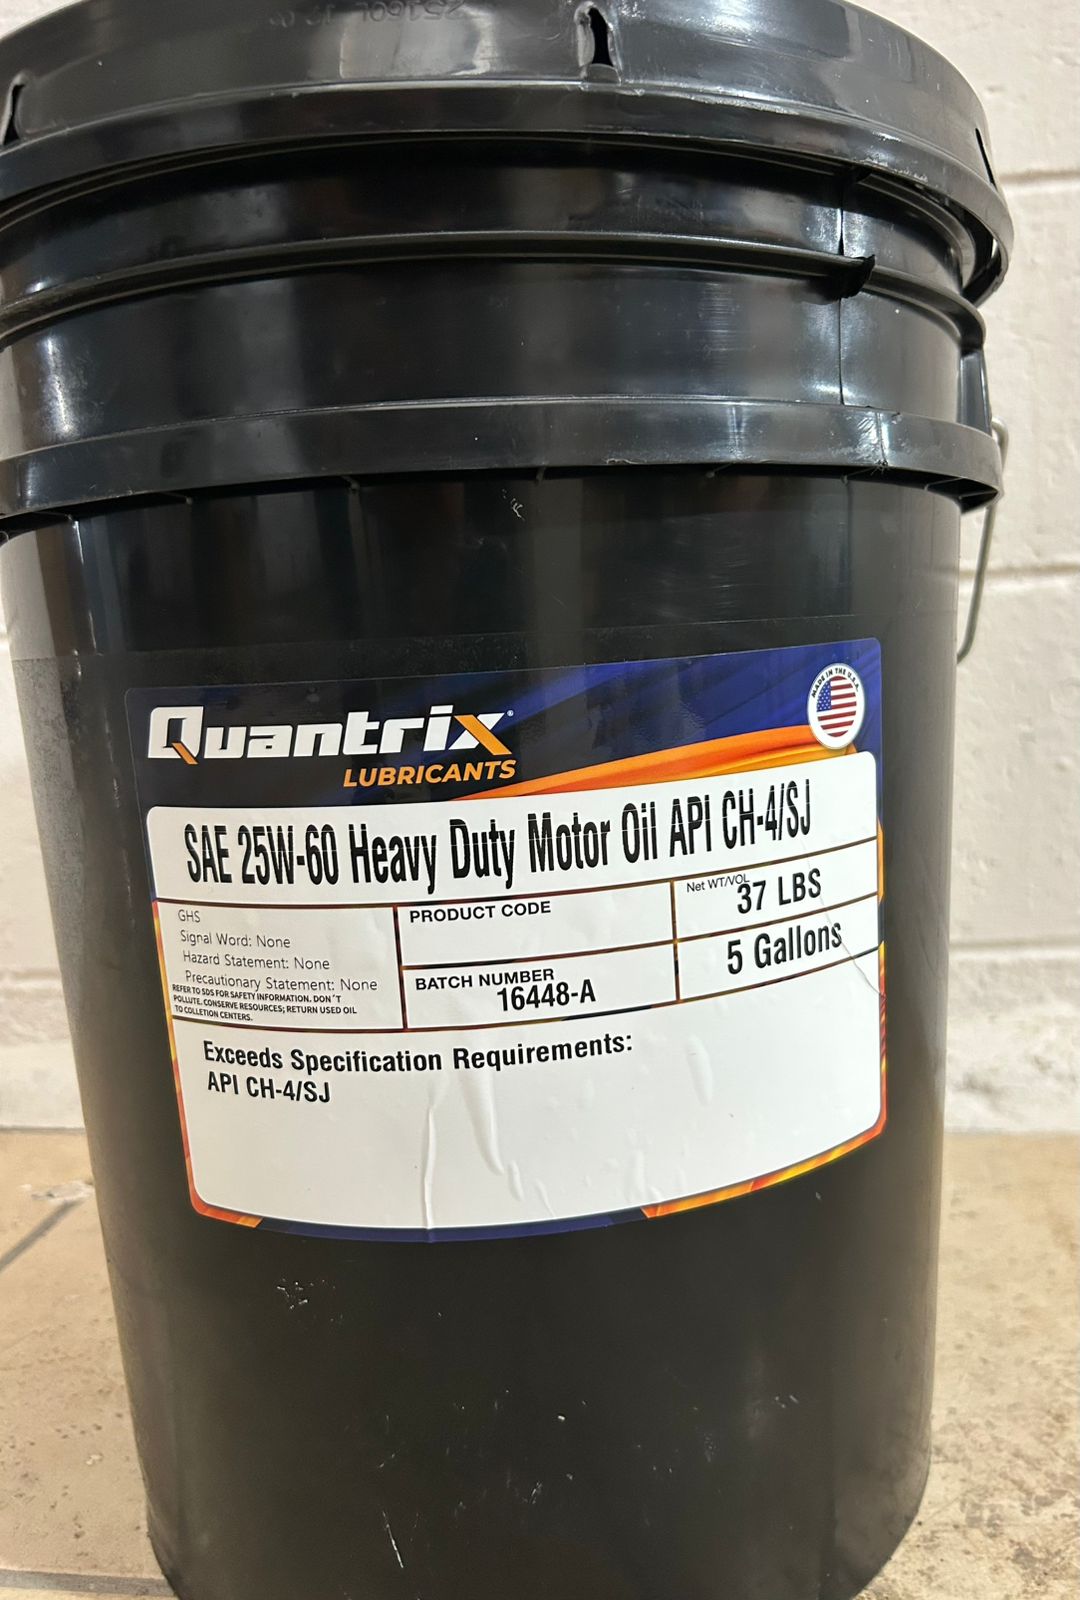 MADE IN THE U.S.A.
Quantrix®
LUBRICANTS
SAE 25W-60 Heavy Duty Motor Oil API CH-4/SJ
GHS
Signal Word: None
Hazard Statement: None
Precautionary Statement: None
REFER TO SDS FOR SAFETY INFORMATION. DON´T
POLLUTE. CONSERVE RESOURCES; RETURN USED OIL
TO COLLETION CENTERS.
PRODUCT CODE
BATCH NUMBER
16448-A
Net WT/VOL
37 LBS
5 Gallons
Exceeds Specification Requirements:
API CH-4/SJ